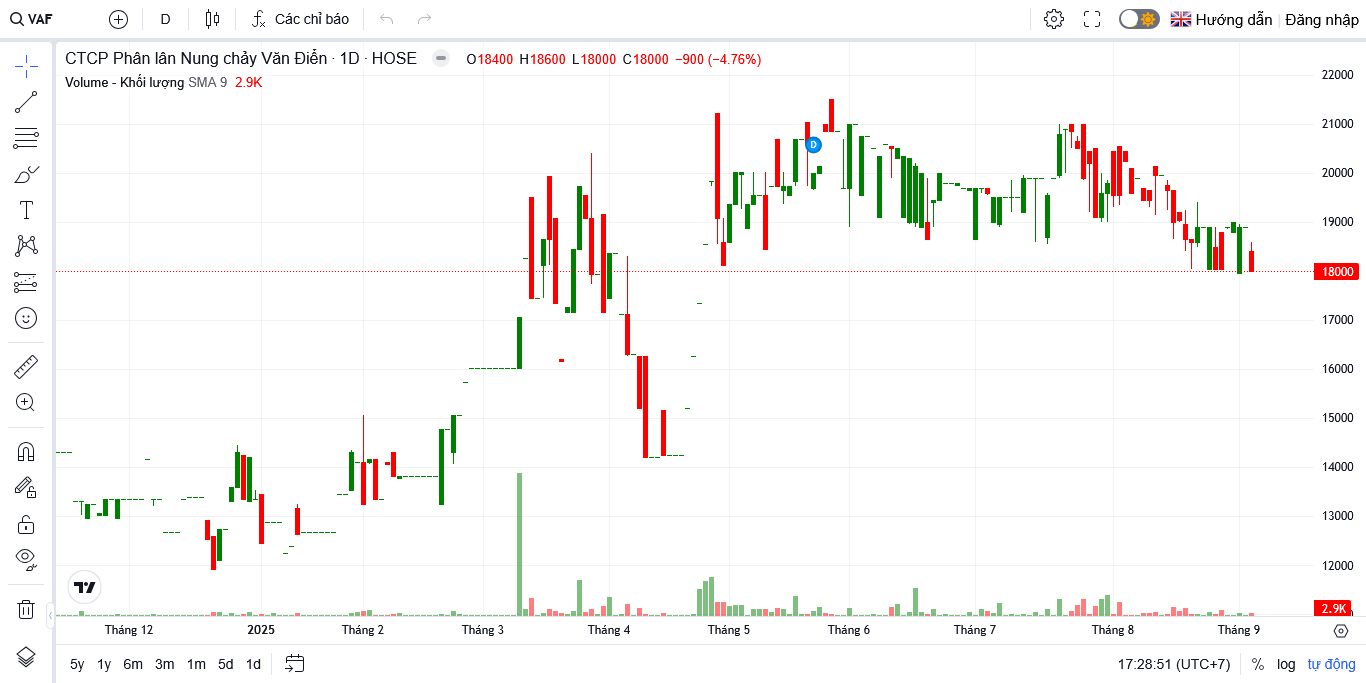 VAF D Các chỉ báo Hướng dẫn Đăng nhập
CTCP Phân lân Nung chảy Văn Điển · 1D · HOSE O18400 H18600 L18000 C18000 −900 (−4.76%)
Volume - Khối lượng SMA 9 2.9K
22000
21000
D
20000
19000
18000
17000
16000
15000
14000
13000
12000
2.9K
Tháng 12 2025 Tháng 2 Tháng 3 Tháng 4 Tháng 5 Tháng 6 Tháng 7 Tháng 8 Tháng 9
5y 1y 6m 3m 1m 5d 1d 17:28:51 (UTC+7) % log tự động